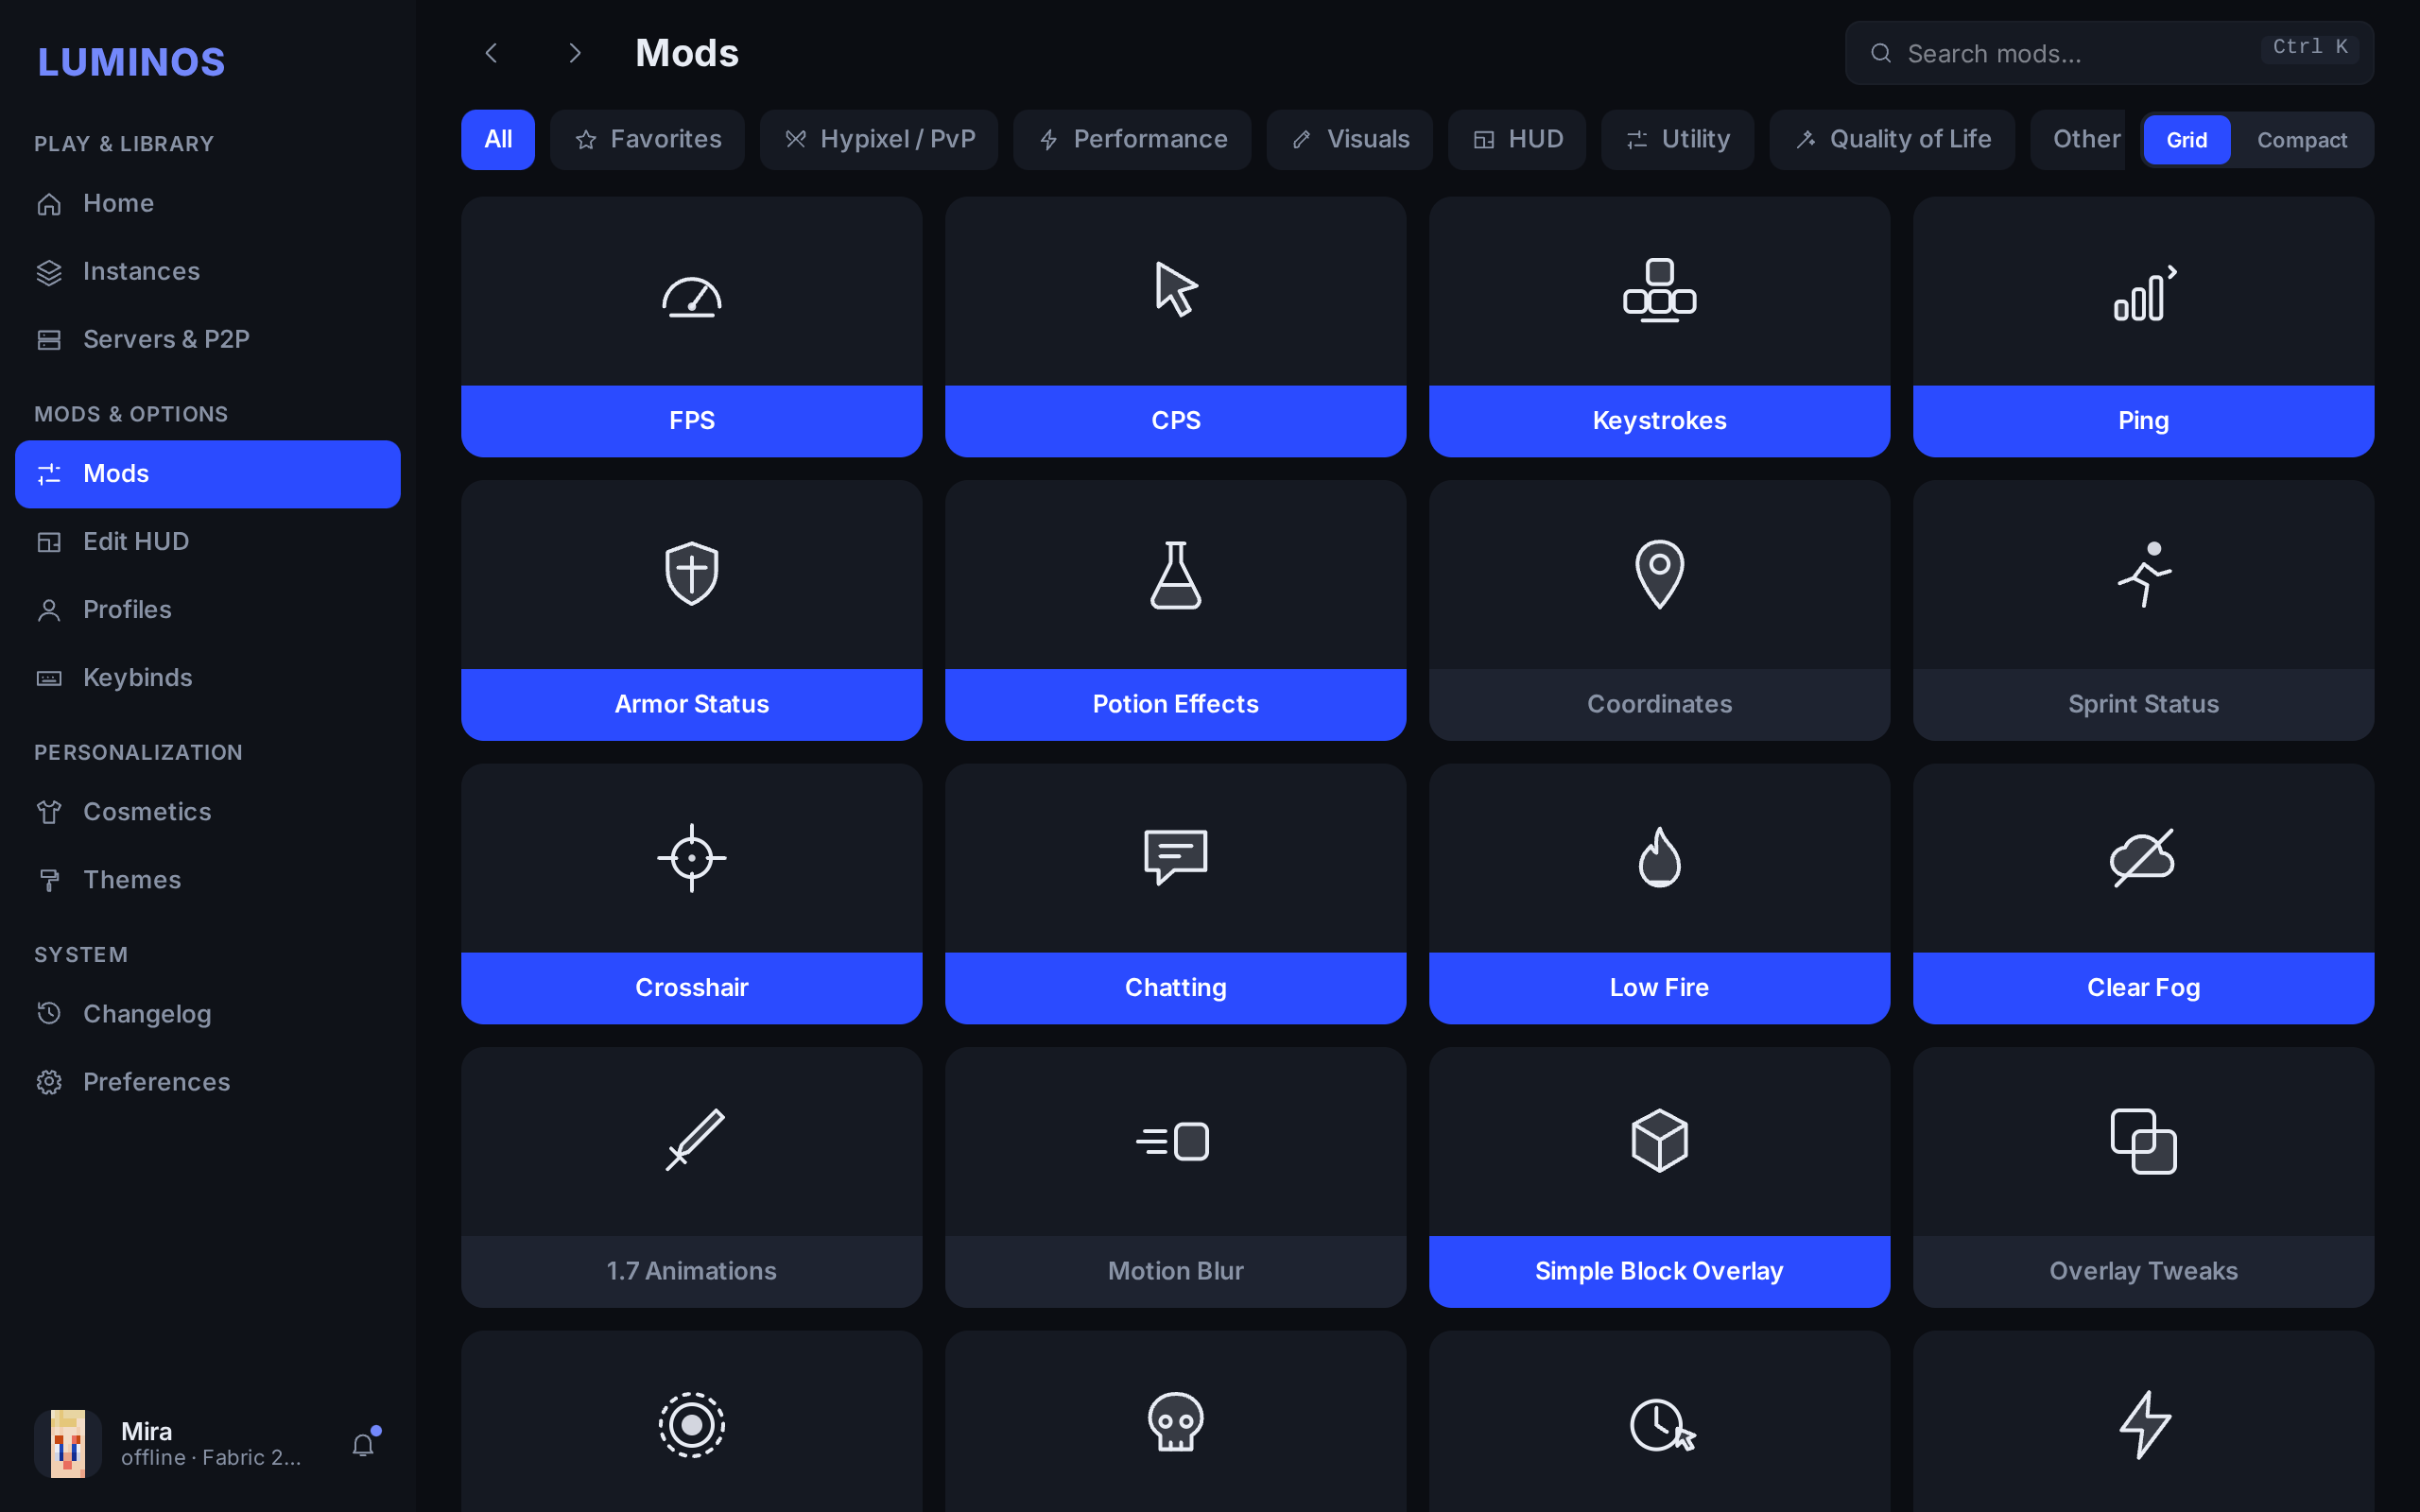 LUMINOS
PLAY & LIBRARY
Home
Instances
Servers & P2P
MODS & OPTIONS
Mods
Edit HUD
Profiles
Keybinds
PERSONALIZATION
Cosmetics
Themes
SYSTEM
Changelog
Preferences
Mira
offline · Fabric 2...
Mods
Search mods...
Ctrl K
All
Favorites
Hypixel / PvP
Performance
Visuals
HUD
Utility
Quality of Life
Other
Grid
Compact
FPS
CPS
Keystrokes
Ping
Armor Status
Potion Effects
Coordinates
Sprint Status
Crosshair
Chatting
Low Fire
Clear Fog
1.7 Animations
Motion Blur
Simple Block Overlay
Overlay Tweaks